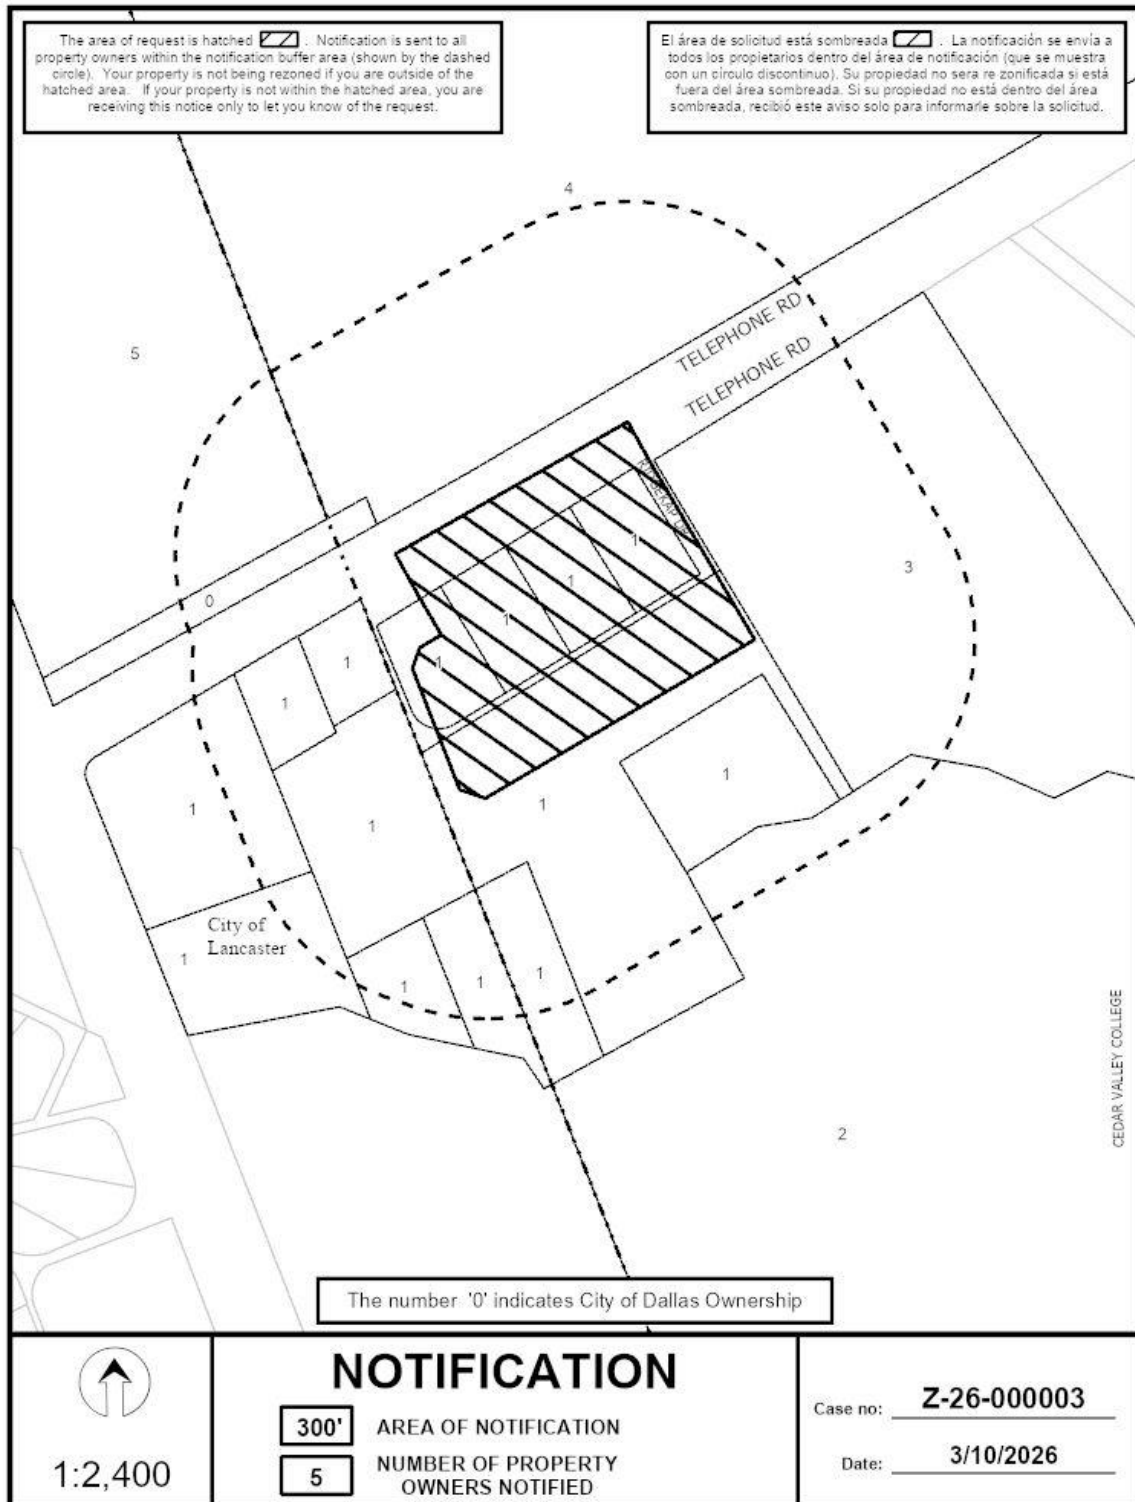 The area of request is hatched . Notification is sent to all
property owners within the notification buffer area (shown by the dashed
circle). Your property is not being rezoned if you are outside of the
hatched area. If your property is not within the hatched area, you are
receiving this notice only to let you know of the request.
El área de solicitud está sombreada . La notificación se envía a
todos los propietarios dentro del área de notificación (que se muestra
con un círculo discontinuo). Su propiedad no sera re zonificada si está
fuera del área sombreada. Si su propiedad no está dentro del área
sombreada, recibió este aviso solo para informarle sobre la solicitud.
4
TELEPHONE RD
TELEPHONE RD
5
1
3
1
0
1
1
1
1
1
1
1
1
1
City of
Lancaster
1
1
1
1
CEDAR VALLEY COLLEGE
2
The number '0' indicates City of Dallas Ownership
1:2,400
NOTIFICATION
300' AREA OF NOTIFICATION
5 NUMBER OF PROPERTY
OWNERS NOTIFIED
Case no: Z-26-000003
Date: 3/10/2026